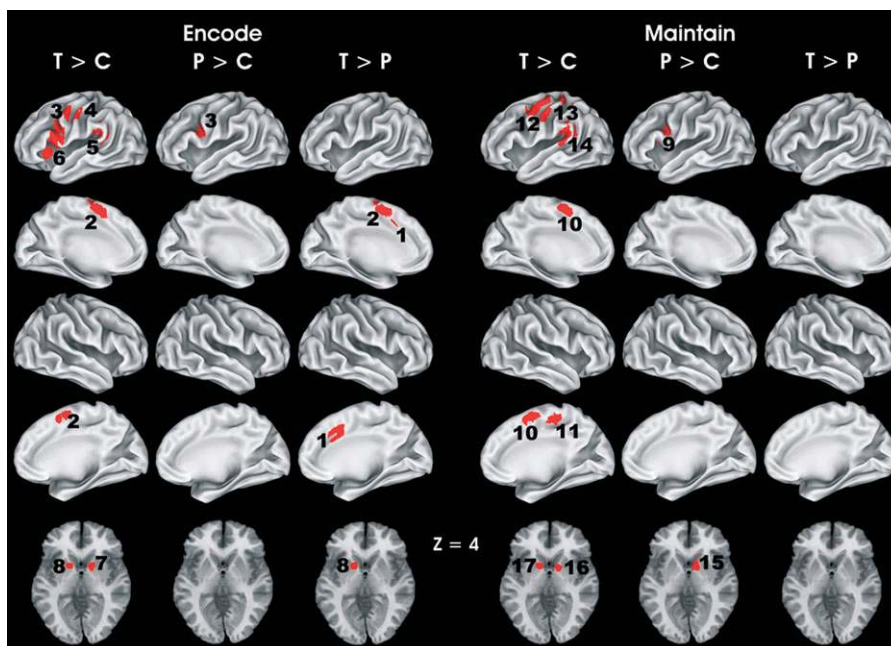 Encode Maintain
T > C P > C T > P T > C P > C T > P
3 4 3 12 13 9
5 14
6
2 2 10
1
2 1 10 11
Z = 4
8 7 8 17 16 15